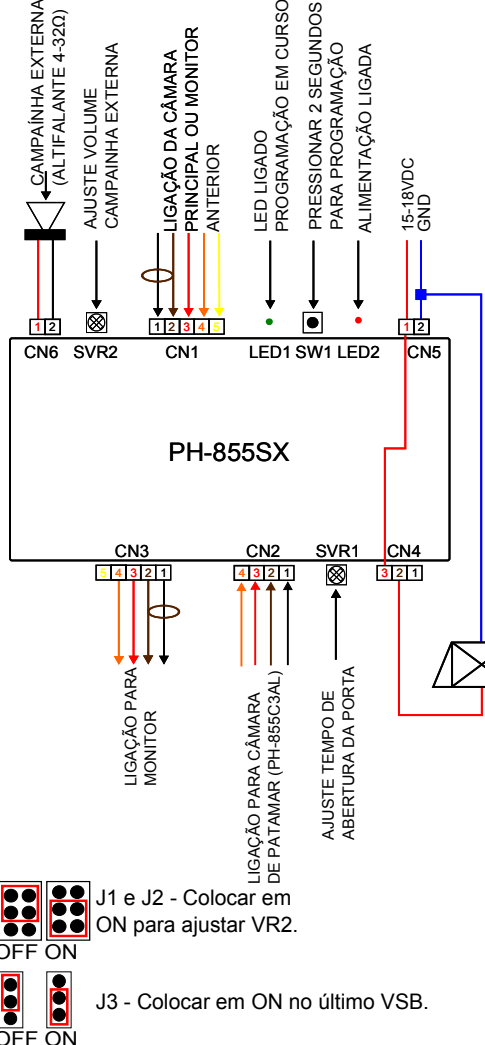 CAMPAÍNHA EXTERNA
(ALTIFALANTE 4-32Ω)
AJUSTE VOLUME
CAMPAINHA EXTERNA
LIGAÇÃO DA CÂMARA
PRINCIPAL OU MONITOR
ANTERIOR
LED LIGADO
PROGRAMAÇÃO EM CURSO
PRESSIONAR 2 SEGUNDOS
PARA PROGRAMAÇÃO
ALIMENTAÇÃO LIGADA
15-18VDC
GND
1 2
1 2 3 4 5
1 2
CN6 SVR2 CN1 LED1 SW1 LED2 CN5
PH-855SX
CN3 CN2 SVR1 CN4
5 4 3 2 1
4 3 2 1
3 2 1
LIGAÇÃO PARA
MONITOR
LIGAÇÃO PARA CÂMARA
DE PATAMAR (PH-855C3AL)
AJUSTE TEMPO DE
ABERTURA DA PORTA
J1 e J2 - Colocar em
ON para ajustar VR2.
OFF ON
J3 - Colocar em ON no último VSB.
OFF ON